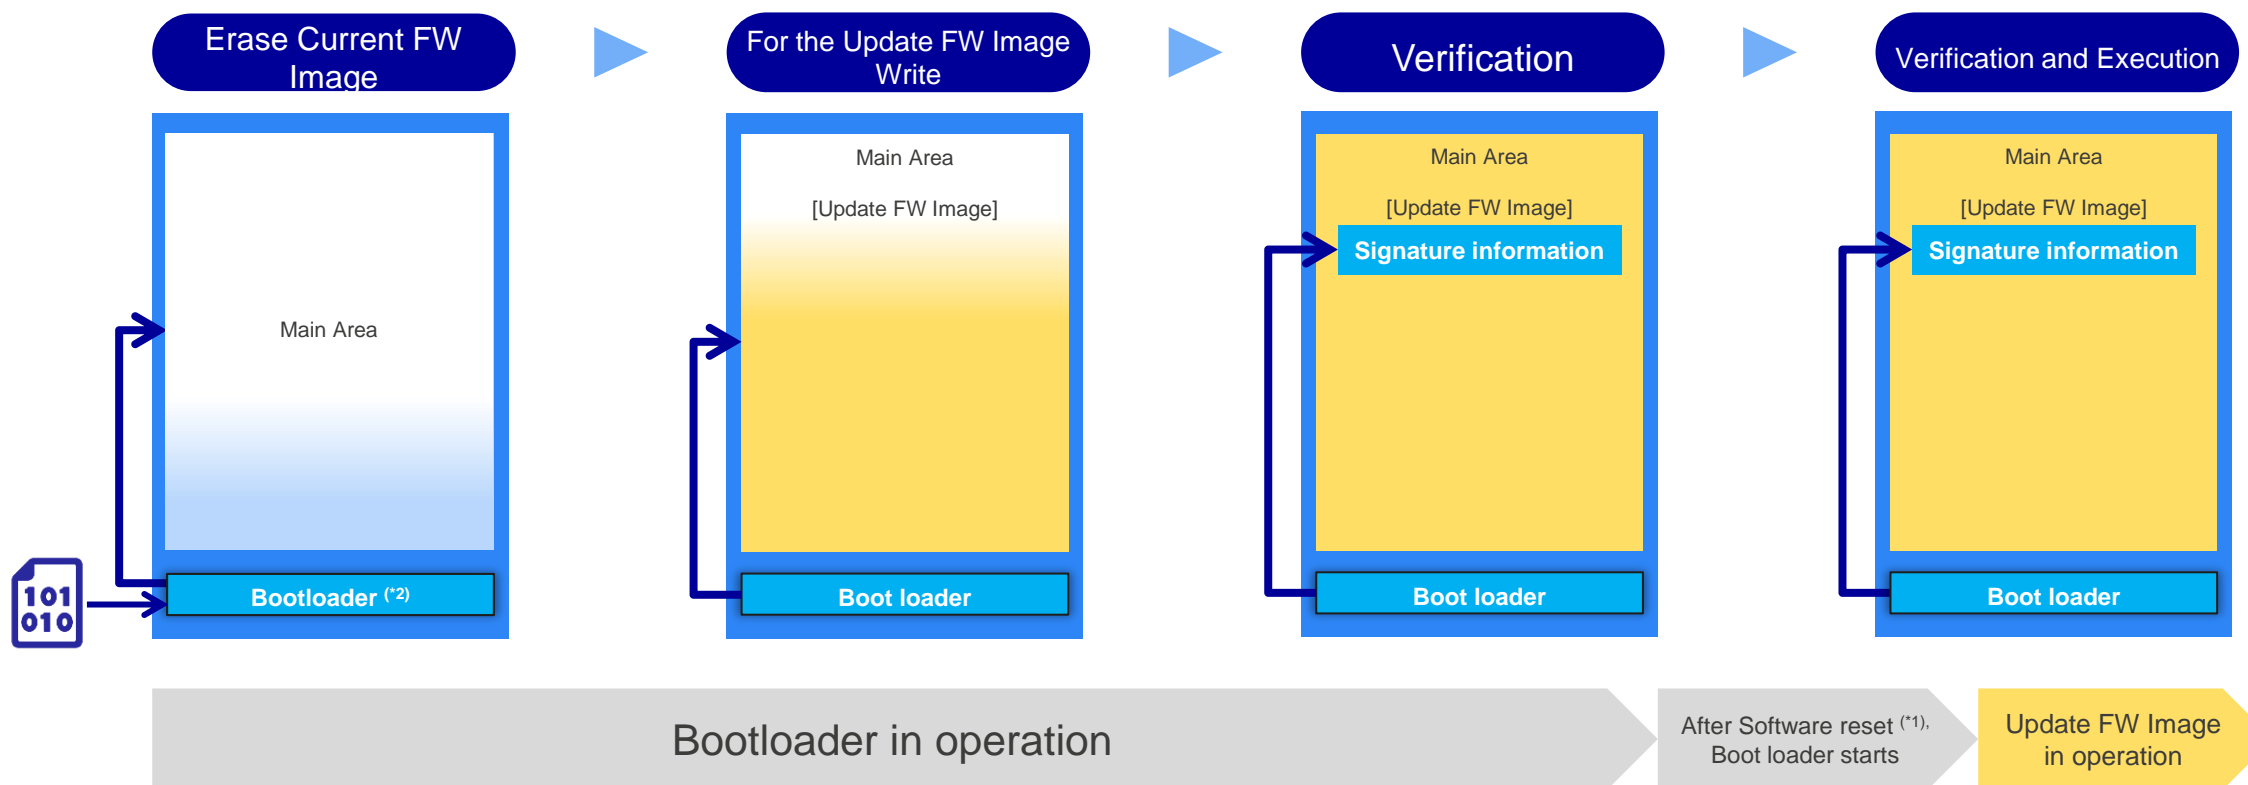 Erase Current FW
Image
For the Update FW Image
Write
Verification
Verification and Execution
Main Area
Main Area
[Update FW Image]
Main Area
[Update FW Image]
Signature information
Main Area
[Update FW Image]
Signature information
101
010
Bootloader (*2)
Boot loader
Boot loader
Boot loader
Bootloader in operation
After Software reset (*1),
Boot loader starts
Update FW Image
in operation